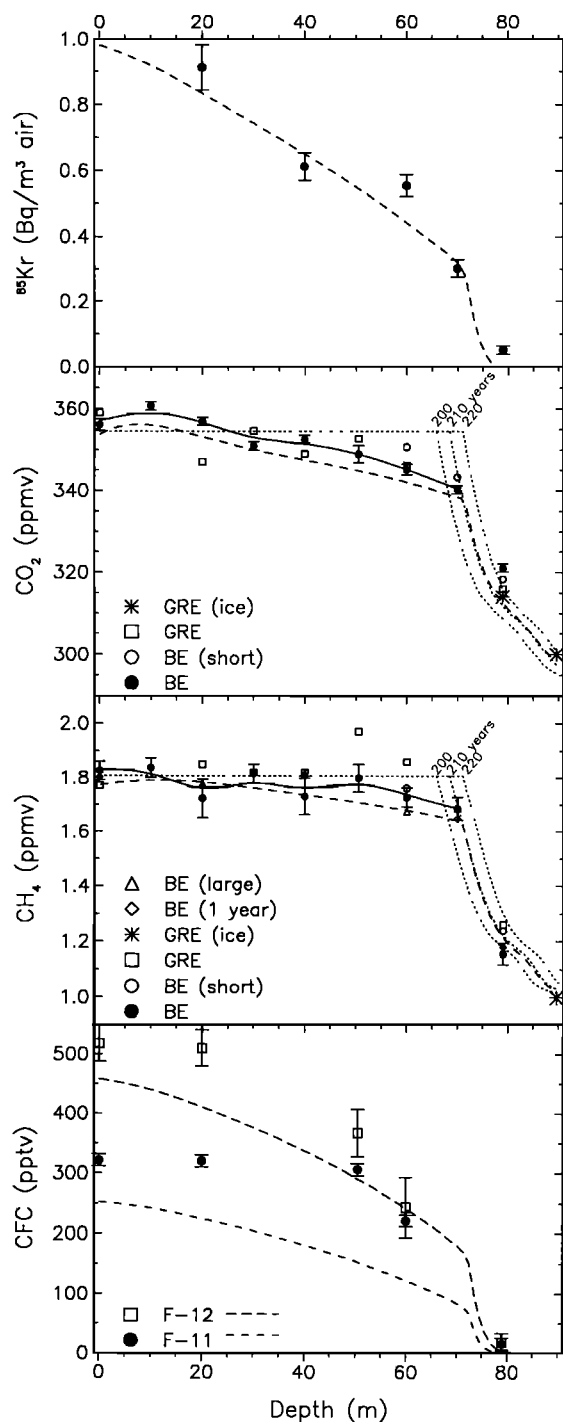 0 20 40 60 80
1.0
0.8
0.6
0.4
0.2
0.0
⁸⁵Kr (Bq/m³ air)
360
340
320
300
CO₂ (ppmv)
200
210 years
220
GRE (ice)
GRE
BE (short)
BE
2.0
1.8
1.6
1.4
1.2
1.0
CH₄ (ppmv)
200
210 years
220
BE (large)
BE (1 year)
GRE (ice)
GRE
BE (short)
BE
500
400
300
200
100
0
CFC (pptv)
F-12
F-11
0 20 40 60 80
Depth (m)